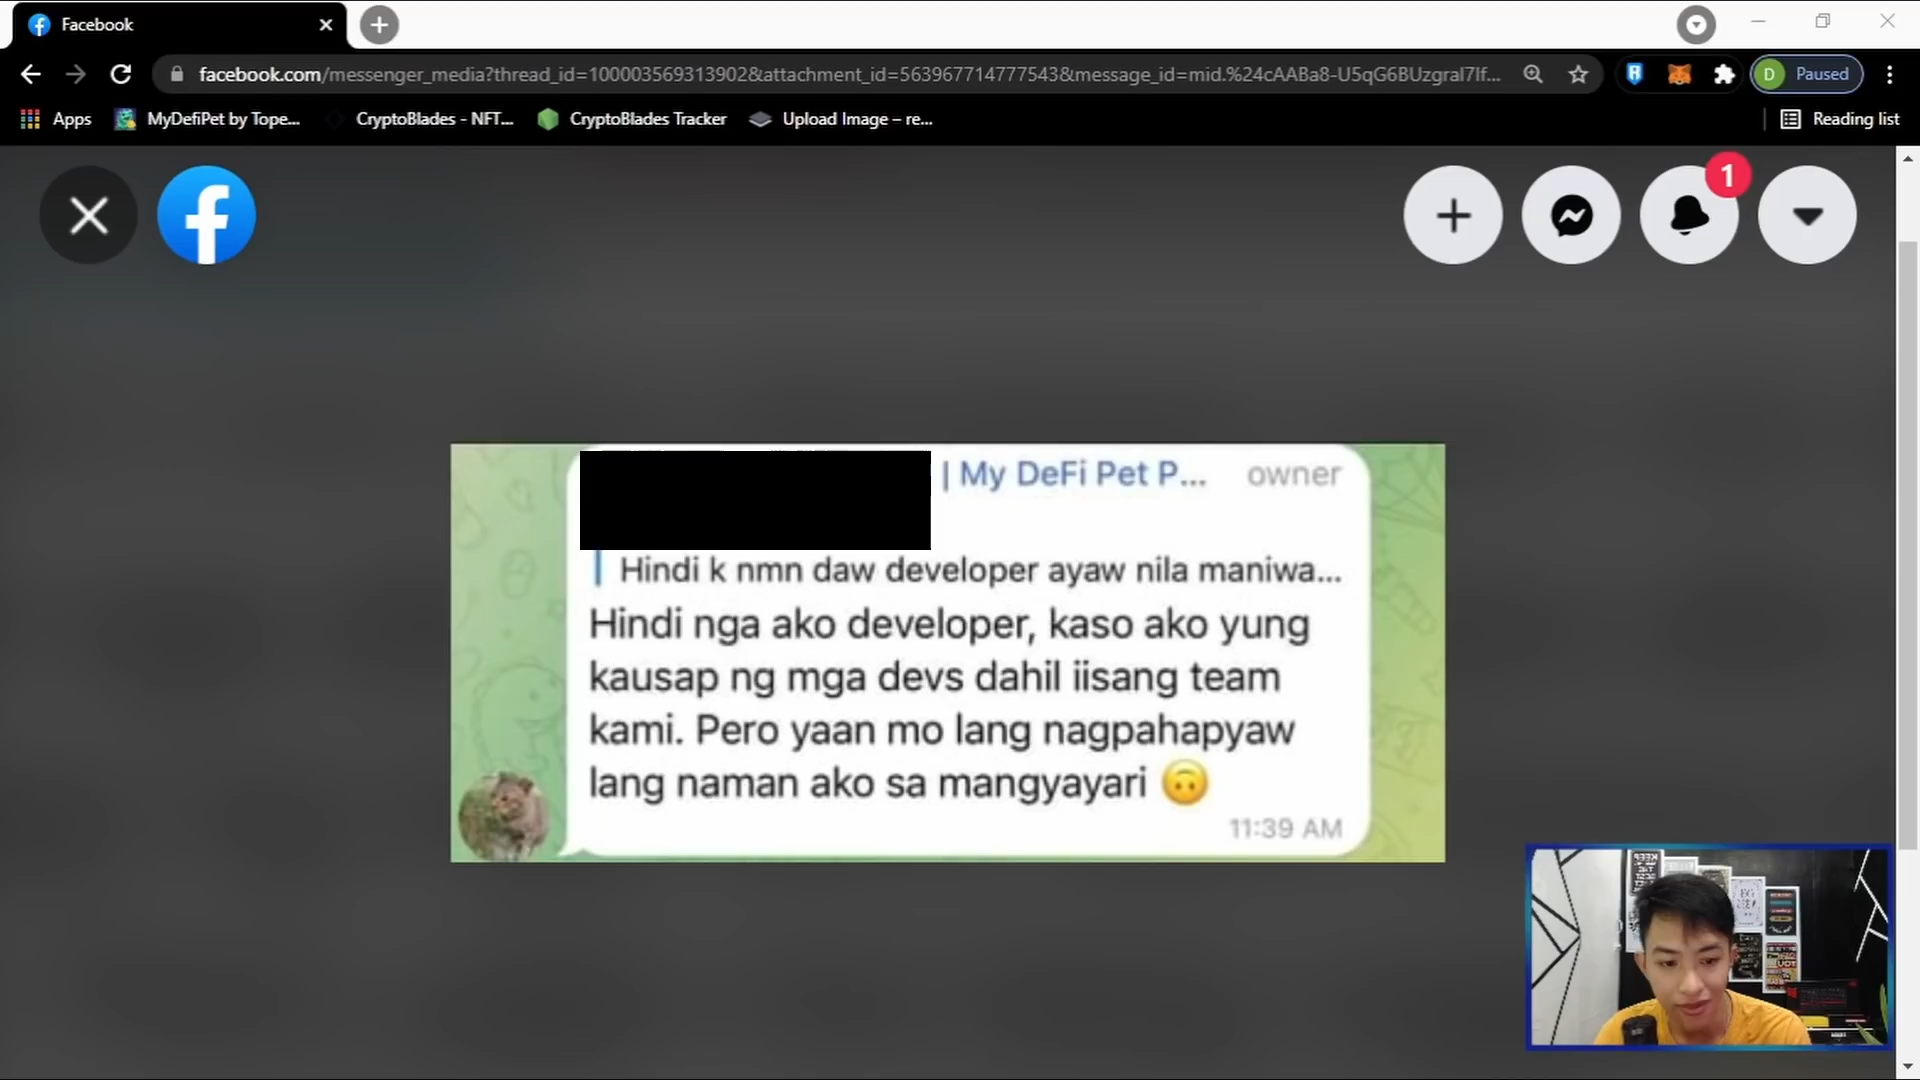 Facebook
facebook.com/messenger_media?thread_id=100003569313902&attachment_id=563967714777543&message_id=mid.%24cAABa8-U5qG6BUzgral7lf...
D Paused
Apps MyDefiPet by Tope... CryptoBlades - NFT... CryptoBlades Tracker Upload Image – re... Reading list
1
| My DeFi Pet P... owner
Hindi k nmn daw developer ayaw nila maniwa...
Hindi nga ako developer, kaso ako yung
kausap ng mga devs dahil iisang team
kami. Pero yaan mo lang nagpahapyaw
lang naman ako sa mangyayari 🙃
11:39 AM